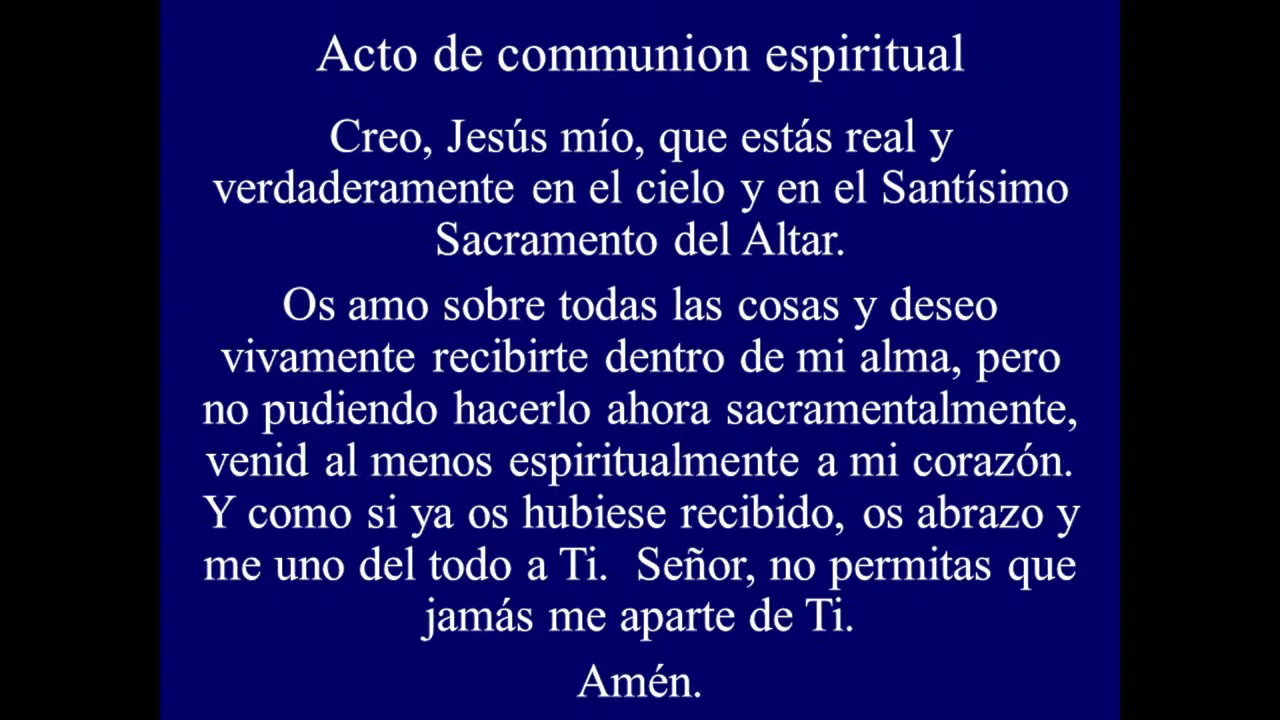 Acto de communion espiritual
Creo, Jesús mío, que estás real y
verdaderamente en el cielo y en el Santísimo
Sacramento del Altar.
Os amo sobre todas las cosas y deseo
vivamente recibirte dentro de mi alma, pero
no pudiendo hacerlo ahora sacramentalmente,
venid al menos espiritualmente a mi corazón.
Y como si ya os hubiese recibido, os abrazo y
me uno del todo a Ti.  Señor, no permitas que
jamás me aparte de Ti.
Amén.